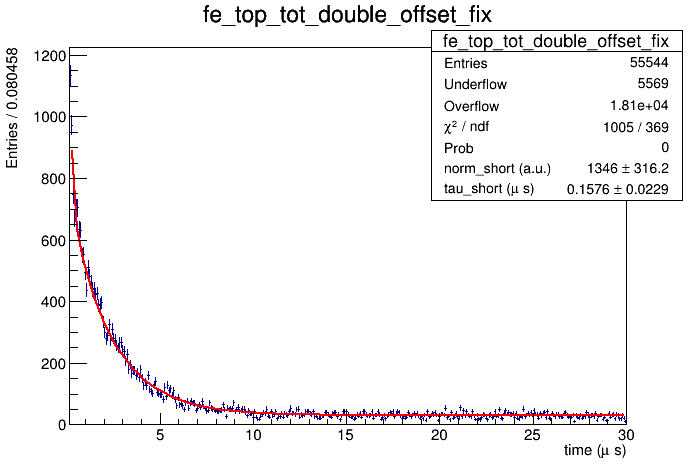 fe_top_tot_double_offset_fix
fe_top_tot_double_offset_fix
Entries 55544
Underflow 5569
Overflow 1.81e+04
χ² / ndf 1005 / 369
Prob 0
norm_short (a.u.) 1346 ± 316.2
tau_short (μ s) 0.1576 ± 0.0229
Entries / 0.080458
1200
1000
800
600
400
200
0
5 10 15 20 25 30
time (μ s)